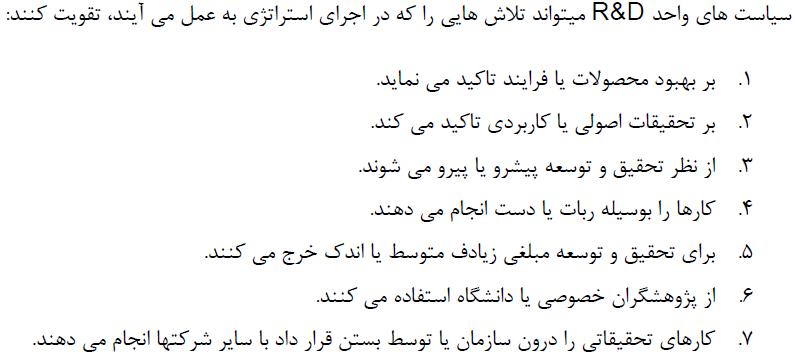 سیاست های واحد R&D میتواند تلاش هایی را که در اجرای استراتژی به عمل می آیند، تقویت کنند:
۱. بر بهبود محصولات یا فرایند تاکید می نماید.
۲. بر تحقیقات اصولی یا کاربردی تاکید می کند.
۳. از نظر تحقیق و توسعه پیشرو یا پیرو می شوند.
۴. کارها را بوسیله ربات یا دست انجام می دهند.
۵. برای تحقیق و توسعه مبلغی زیادف متوسط یا اندک خرج می کنند.
۶. از پژوهشگران خصوصی یا دانشگاه استفاده می کنند.
۷. کارهای تحقیقاتی را درون سازمان یا توسط بستن قرار داد با سایر شرکتها انجام می دهند.